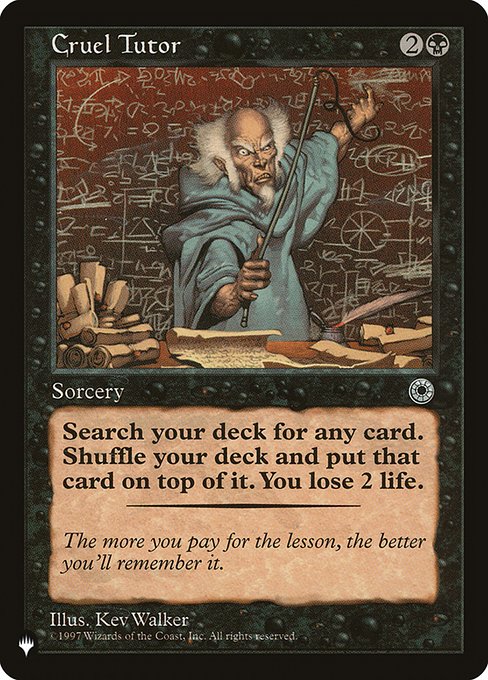 Cruel Tutor 2
Sorcery
Search your deck for any card.
Shuffle your deck and put that
card on top of it. You lose 2 life.
The more you pay for the lesson, the better
you'll remember it.
Illus. Kev Walker
©1997 Wizards of the Coast, Inc. All rights reserved.